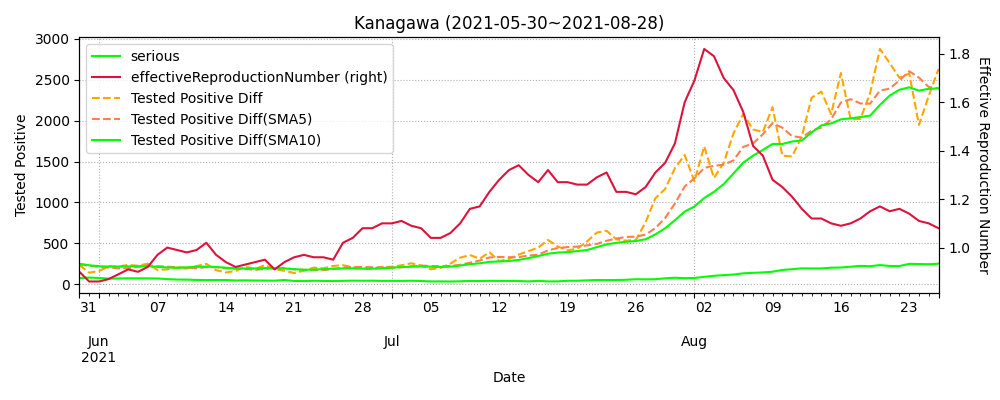 Kanagawa (2021-05-30~2021-08-28)
serious
effectiveReproductionNumber (right)
Tested Positive Diff
Tested Positive Diff(SMA5)
Tested Positive Diff(SMA10)
Tested Positive
3000
2500
2000
1500
1000
500
0
1.8
1.6
1.4
1.2
1.0
Effective Reproduction Number
31 07 14 21 28 05 12 19 26 02 09 16 23
Jun Jul Aug
2021
Date